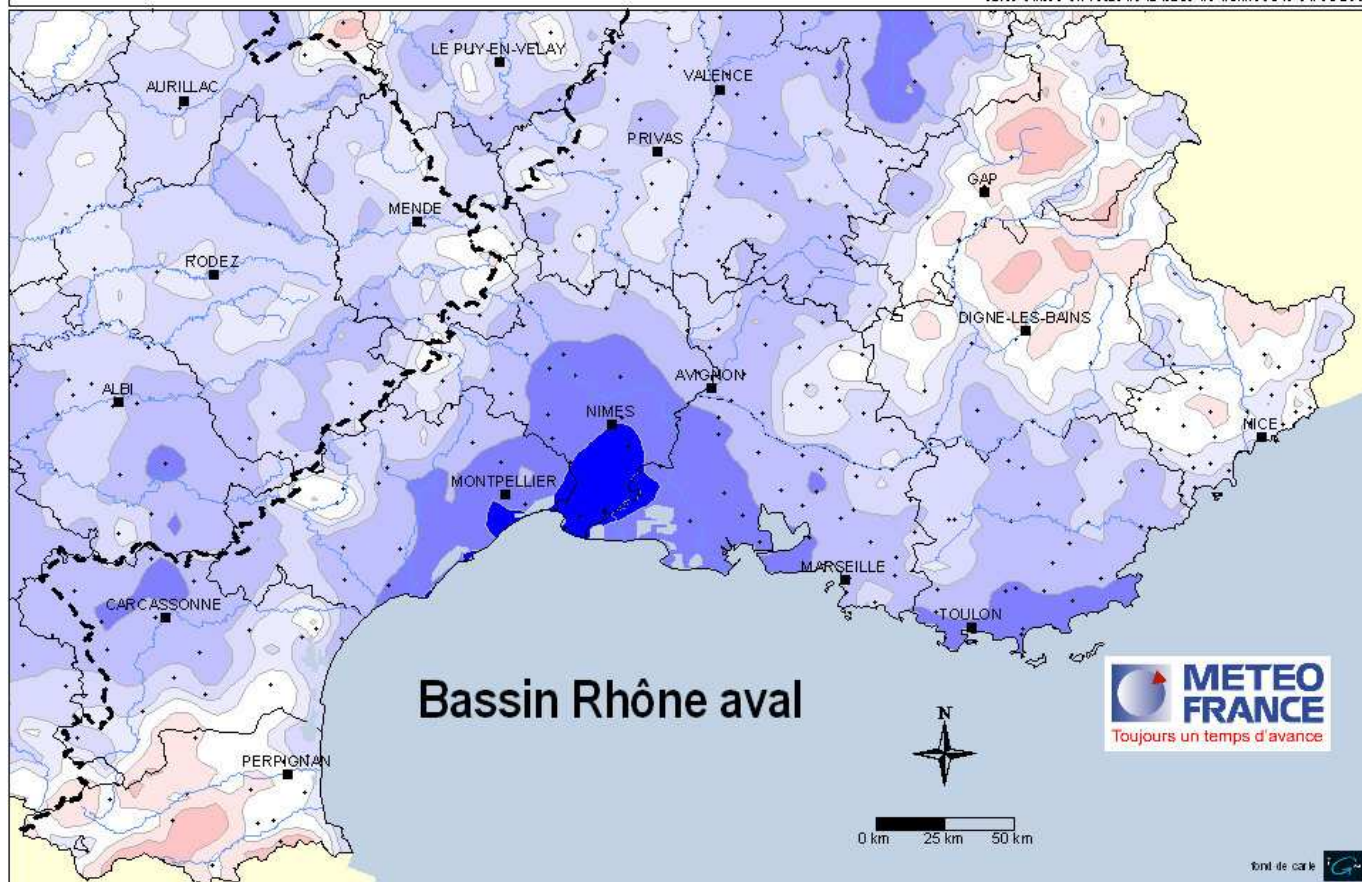 LE PUY-EN-VELAY
AURILLAC
VALENCE
PRIVAS
GAP
MENDE
RODEZ
DIGNE-LES-BAINS
ALBI
AVIGNON
NIMES
NICE
MONTPELLIER
MARSEILLE
CARCASSONNE
TOULON
Bassin Rhône aval
METEO
FRANCE
Toujours un temps d'avance
N
PERPIGNAN
0 km 25 km 50 km
fond de carte